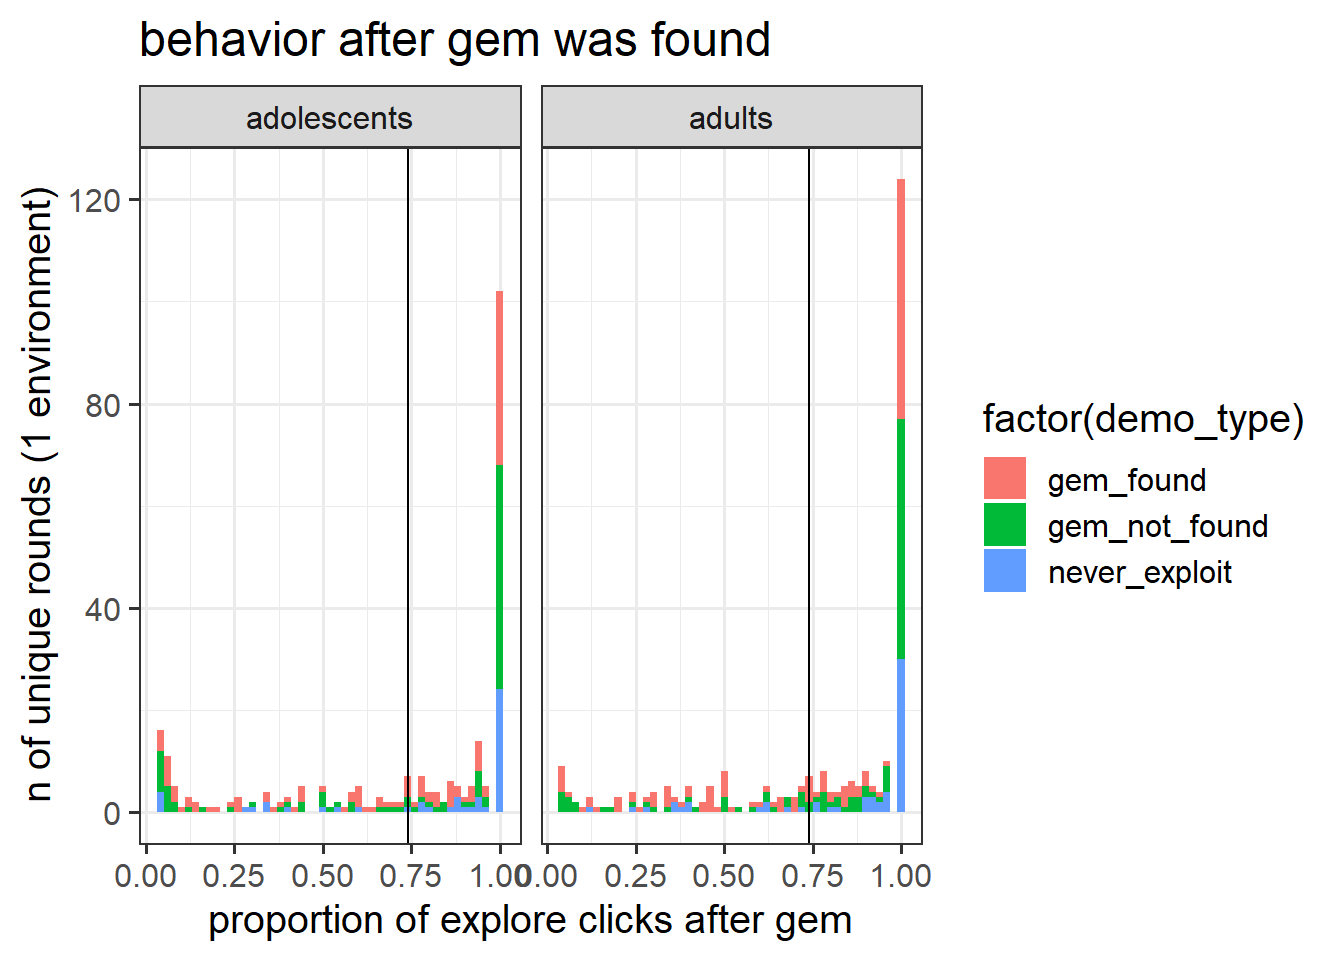 behavior after gem was found
adolescents
adults
n of unique rounds (1 environment)
120
80
40
0
0.00 0.25 0.50 0.75 1.00
0.00 0.25 0.50 0.75 1.00
proportion of explore clicks after gem
factor(demo_type)
gem_found
gem_not_found
never_exploit